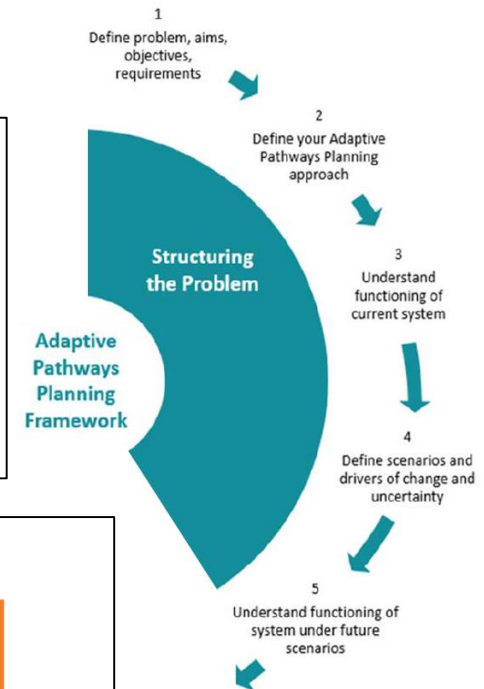 1
Define problem, aims,
objectives,
requirements
2
Define your Adaptive
Pathways Planning
approach
Structuring
the Problem
3
Understand
functioning of
current system
Adaptive
Pathways
Planning
Framework
4
Define scenarios and
drivers of change and
uncertainty
5
Understand functioning of
system under future
scenarios